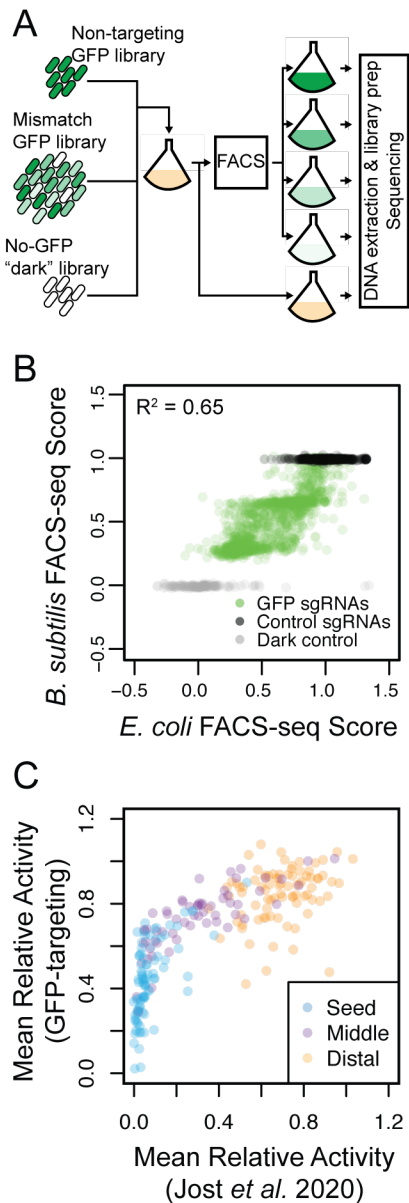 A
Non-targeting
GFP library
Mismatch
GFP library
No-GFP
“dark” library
FACS
DNA extraction & library prep
Sequencing
B
R² = 0.65
B. subtilis FACS-seq Score
1.5
1.0
0.5
0.0
−0.5
GFP sgRNAs
Control sgRNAs
Dark control
−0.5 0.0 0.5 1.0 1.5
E. coli FACS-seq Score
C
Mean Relative Activity
(GFP-targeting)
1.2
0.8
0.4
0.0
Seed
Middle
Distal
0.0 0.4 0.8 1.2
Mean Relative Activity
(Jost et al. 2020)